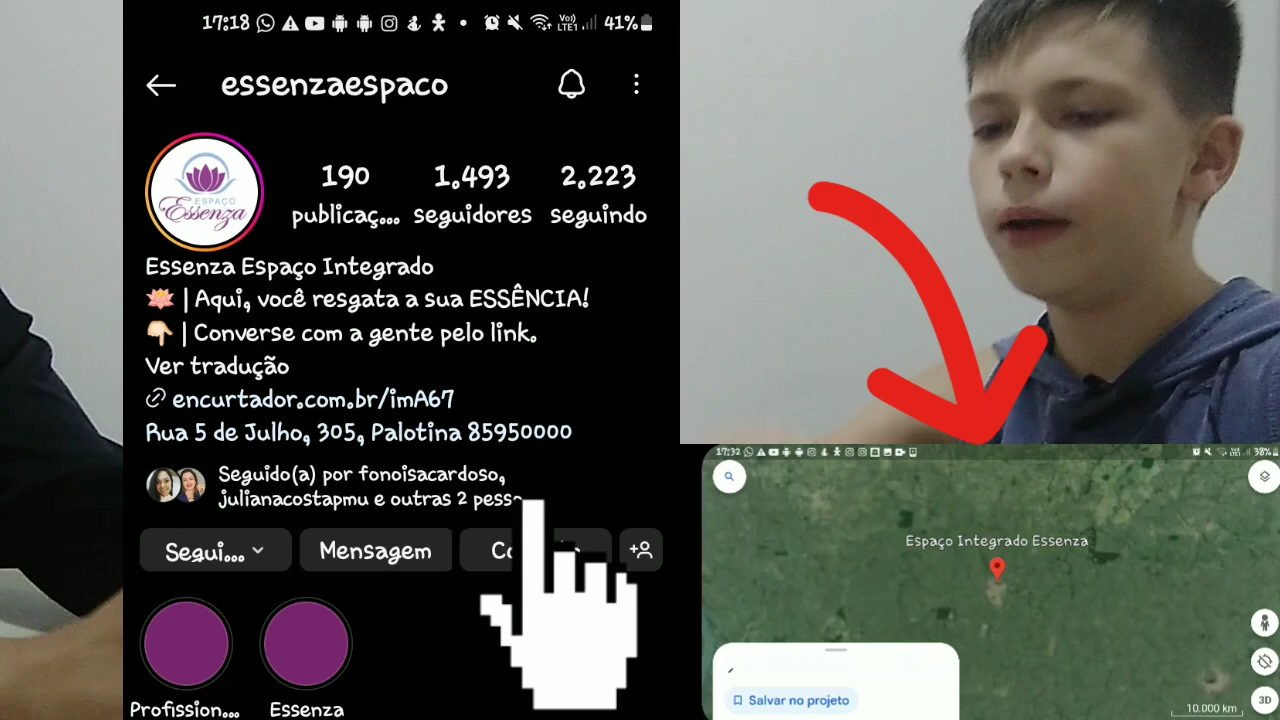 17:18
Vo))
LTE1
41%
essenzaespaco
ESPAÇO
Essenza
190
1.493
2.223
publicaç...
seguidores
seguindo
Essenza Espaço Integrado
| Aqui, você resgata a sua ESSÊNCIA!
| Converse com a gente pelo link.
Ver tradução
encurtador.com.br/imA67
Rua 5 de Julho, 305, Palotina 85950000
Seguido(a) por fonoisacardoso,
julianacostapmu e outras 2
Segui...
Mensagem
Profission...
Essenza
17:32
38%
Espaço Integrado Essenza
Salvar no projeto
3D
10.000 km